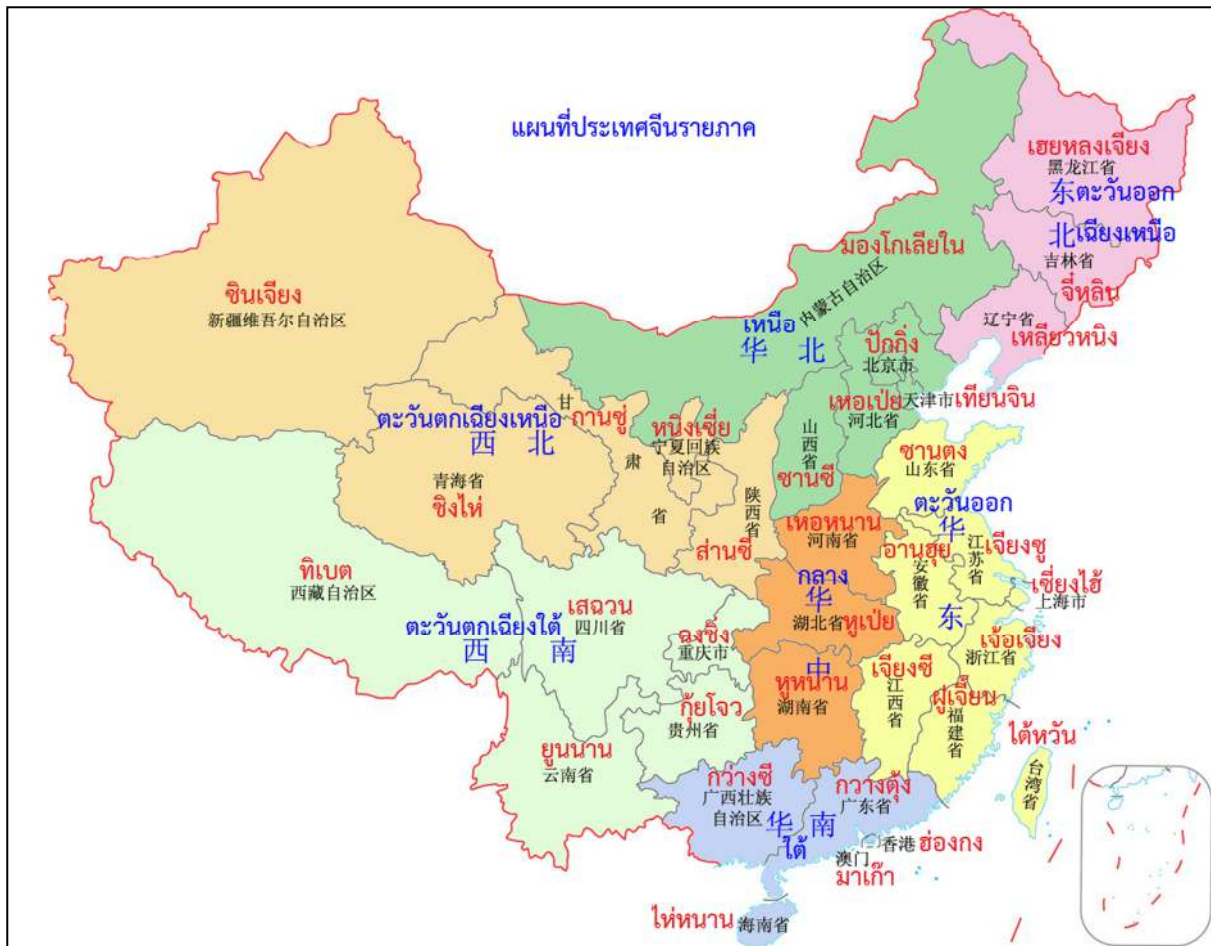 แผนที่ประเทศจีนรายภาค
เฮยหลงเจียง
黑龙江省
东 ตะวันออก
北 เฉียงเหนือ
吉林省
จี๋หลิน
辽宁省
เหลียวหนิง
มองโกเลียใน
内蒙古自治区
เหนือ
华 北
ปักกิ่ง
北京市
天津市 เทียนจิน
เหอเป่ย
河北省
山西省
ซานซี
ซินเจียง
新疆维吾尔自治区
ตะวันตกเฉียงเหนือ
西 北
甘
肃
省
กานซู่
หนิงเซี่ย
宁夏回族
自治区
青海省
ชิงไห่
陕西省
ส่านซี
ซานตง
山东省
ตะวันออก
华
东
เจียงซู
江苏省
อานฮุย
安徽省
เซี่ยงไฮ้
上海市
เจ้อเจียง
浙江省
เจียงซี
江西省
ฝูเจี้ยน
福建省
ไต้หวัน
台湾省
เหอหนาน
河南省
กลาง
华
湖北省 หูเป่ย
中
หูหนาน
湖南省
ทิเบต
西藏自治区
ตะวันตกเฉียงใต้
西 南
เสฉวน
四川省
ฉงชิ่ง
重庆市
กุ้ยโจว
贵州省
ยูนนาน
云南省
กว่างซี
广西壮族
自治区
กวางตุ้ง
广东省
华 南
ใต้
香港 ฮ่องกง
澳门
มาเก๊า
ไห่หนาน 海南省